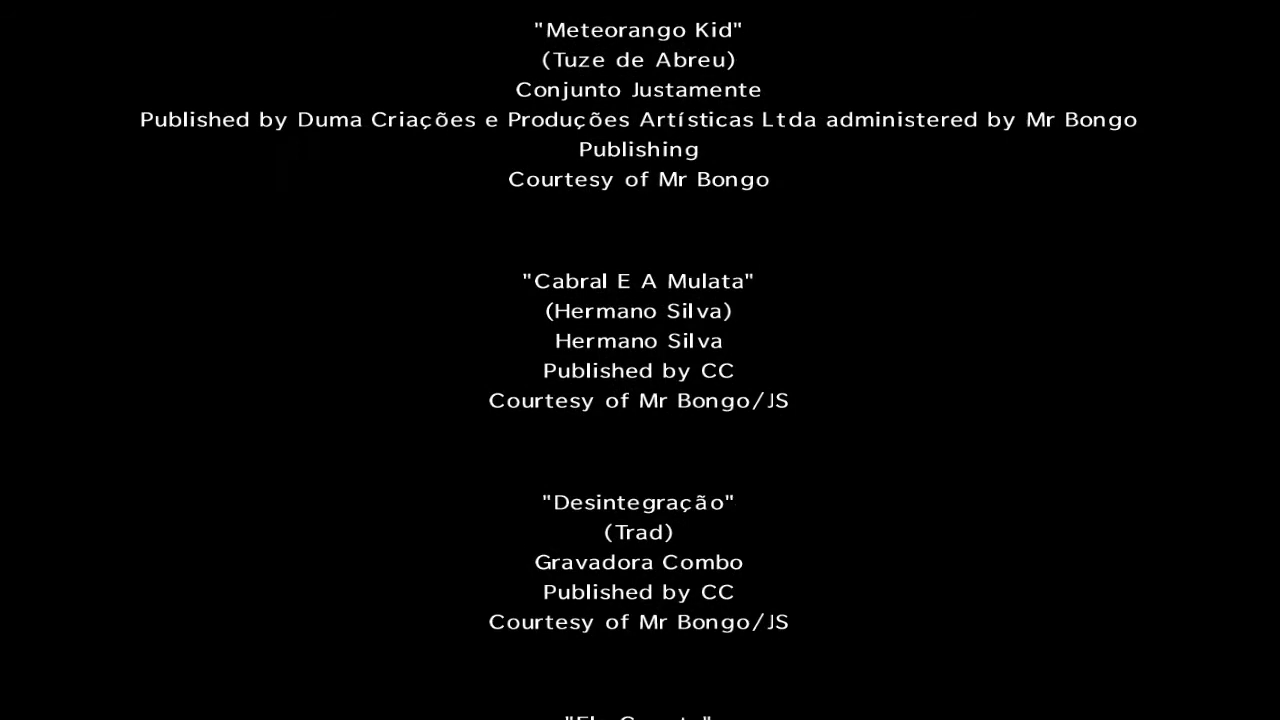 "Meteorango Kid"
(Tuze de Abreu)
Conjunto Justamente
Published by Duma Criações e Produções Artísticas Ltda administered by Mr Bongo
Publishing
Courtesy of Mr Bongo
"Cabral E A Mulata"
(Hermano Silva)
Hermano Silva
Published by CC
Courtesy of Mr Bongo/JS
"Desintegração"
(Trad)
Gravadora Combo
Published by CC
Courtesy of Mr Bongo/JS